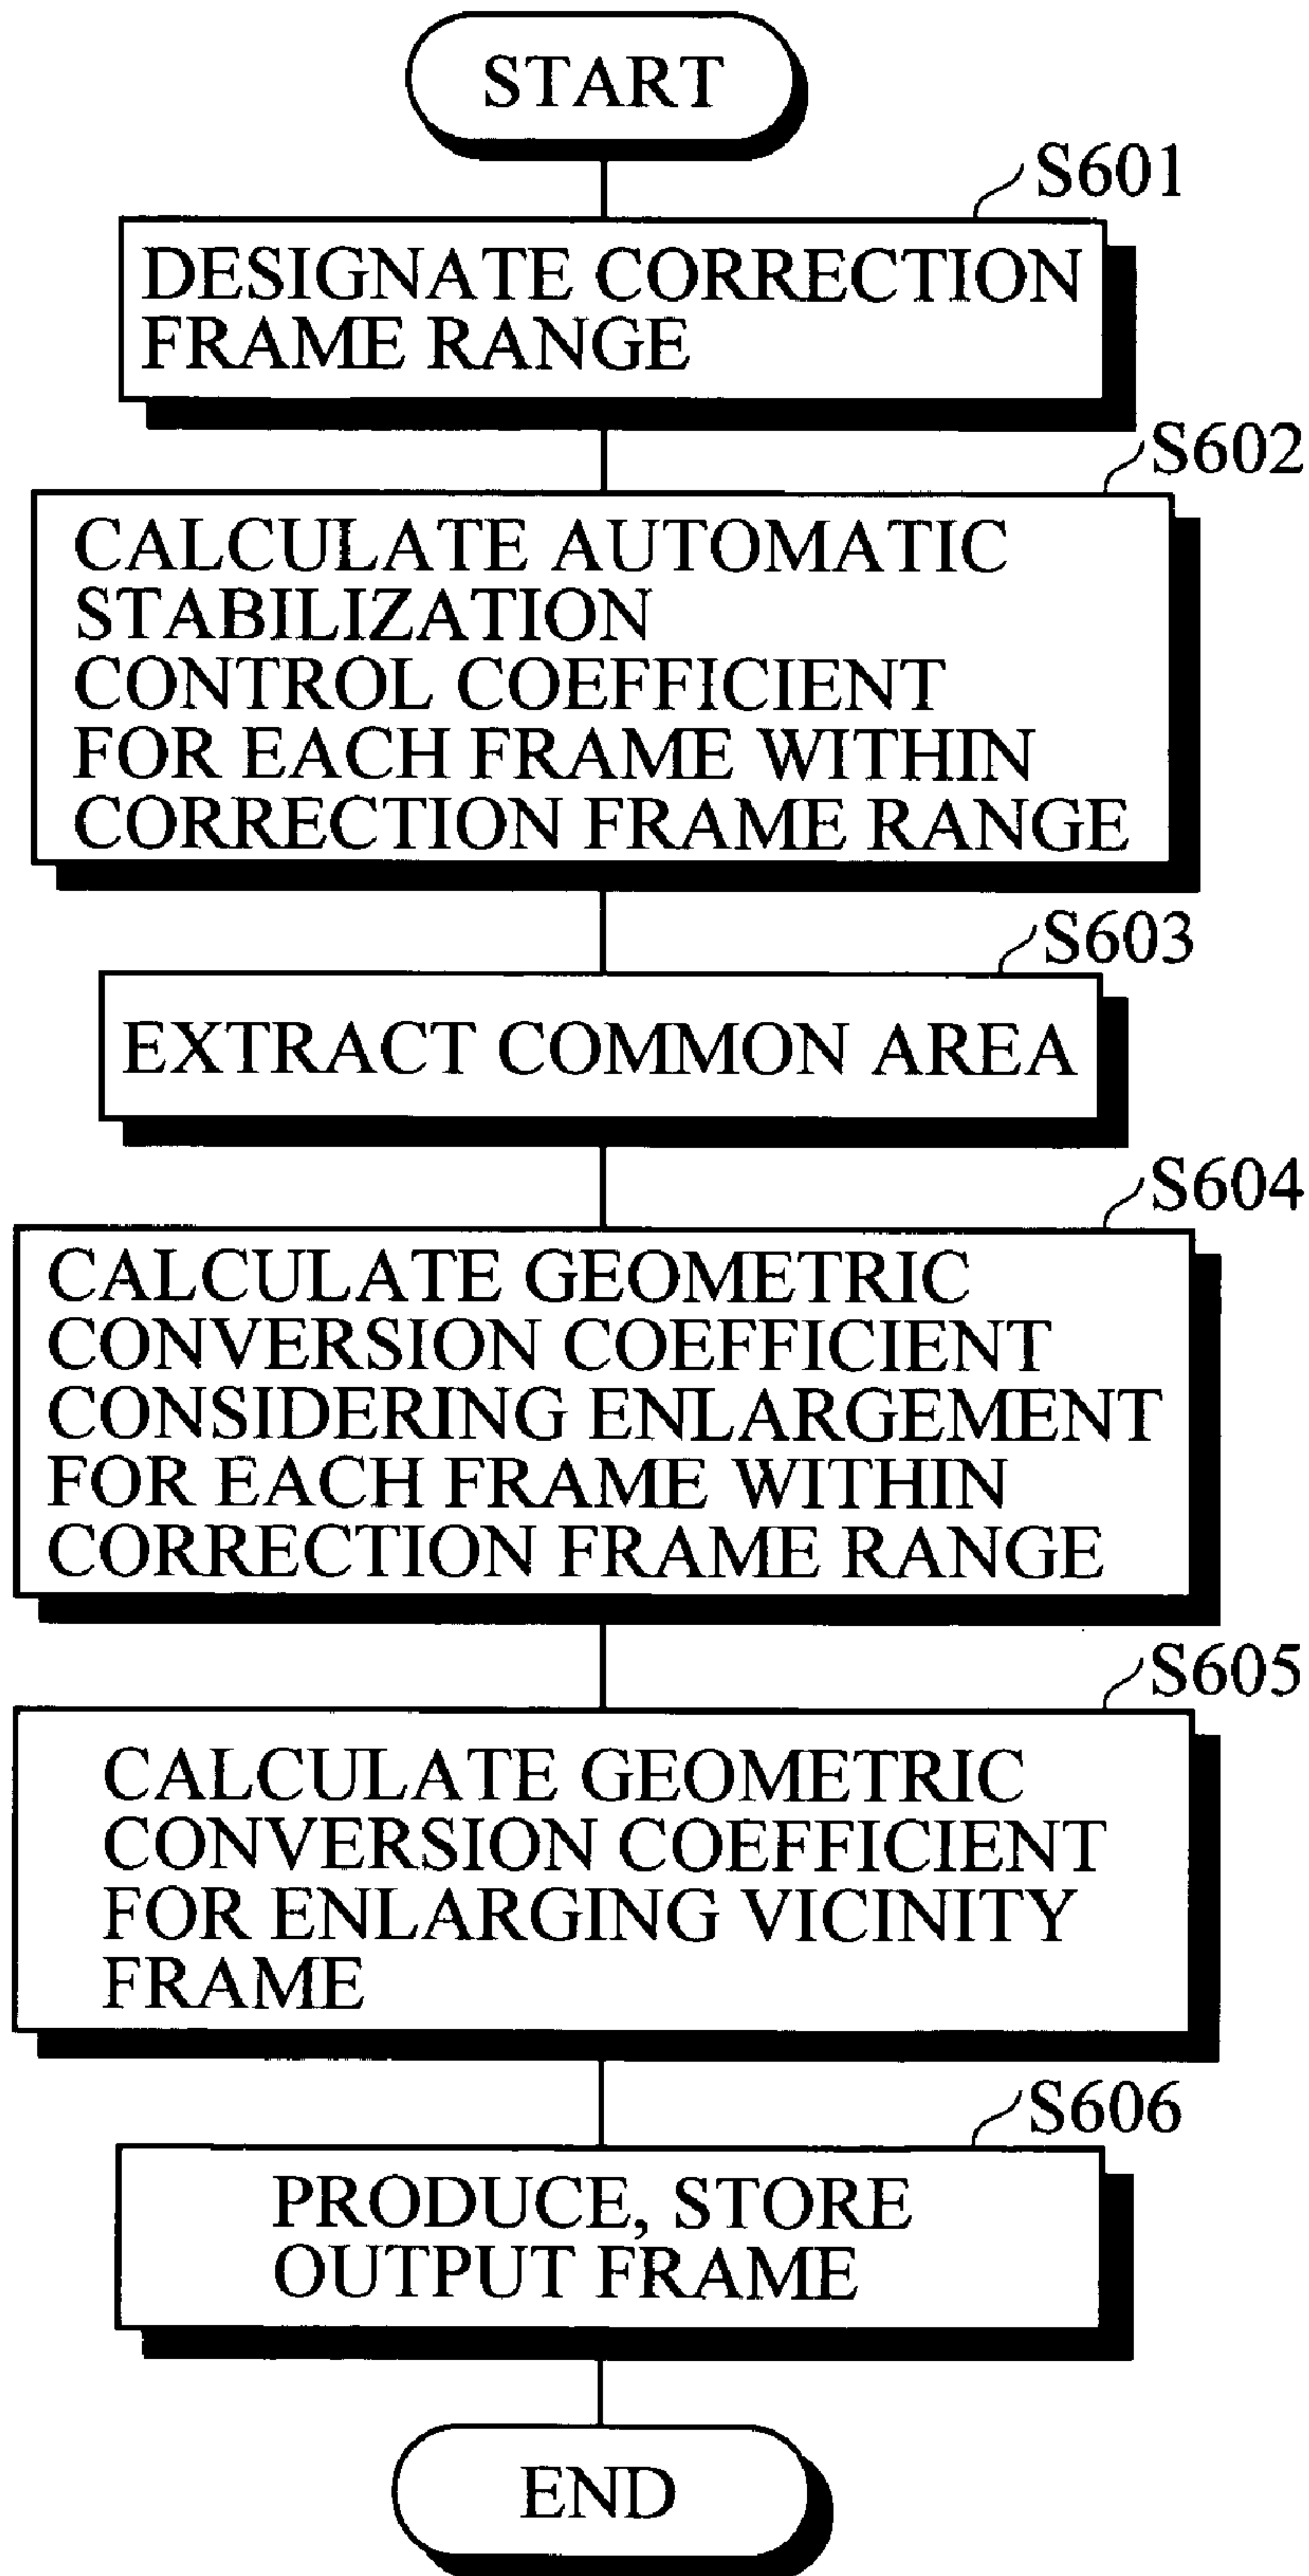 START
S601
DESIGNATE CORRECTION
FRAME RANGE
S602
CALCULATE AUTOMATIC
STABILIZATION
CONTROL COEFFICIENT
FOR EACH FRAME WITHIN
CORRECTION FRAME RANGE
S603
EXTRACT COMMON AREA
S604
CALCULATE GEOMETRIC
CONVERSION COEFFICIENT
CONSIDERING ENLARGEMENT
FOR EACH FRAME WITHIN
CORRECTION FRAME RANGE
S605
CALCULATE GEOMETRIC
CONVERSION COEFFICIENT
FOR ENLARGING VICINITY
FRAME
S606
PRODUCE, STORE
OUTPUT FRAME
END